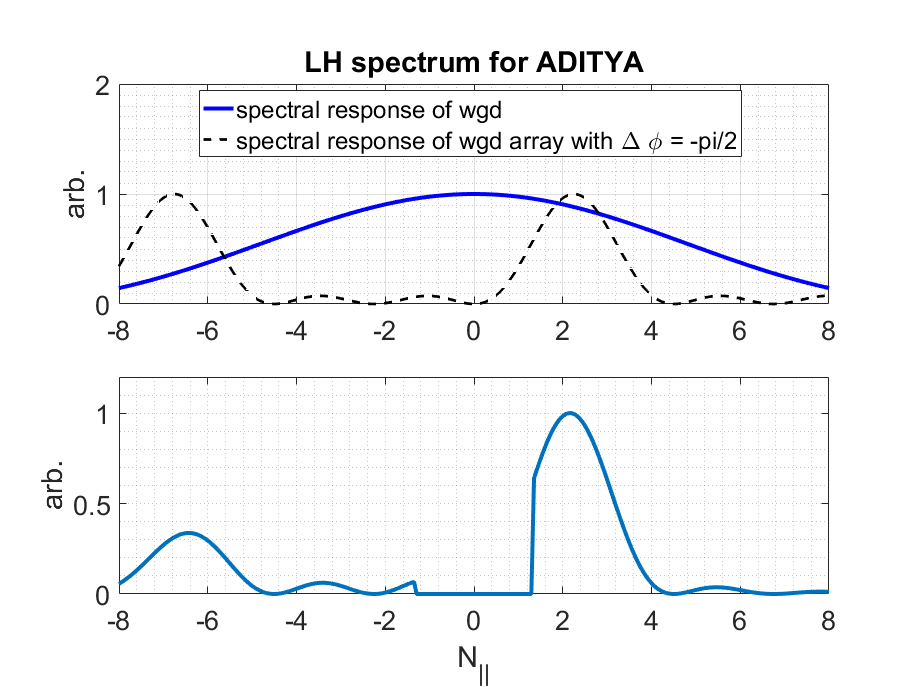 LH spectrum for ADITYA
2
spectral response of wgd
spectral response of wgd array with Δ ϕ = -pi/2
arb.
1
0
-8 -6 -4 -2 0 2 4 6 8
1
arb.
0.5
0
-8 -6 -4 -2 0 2 4 6 8
N||